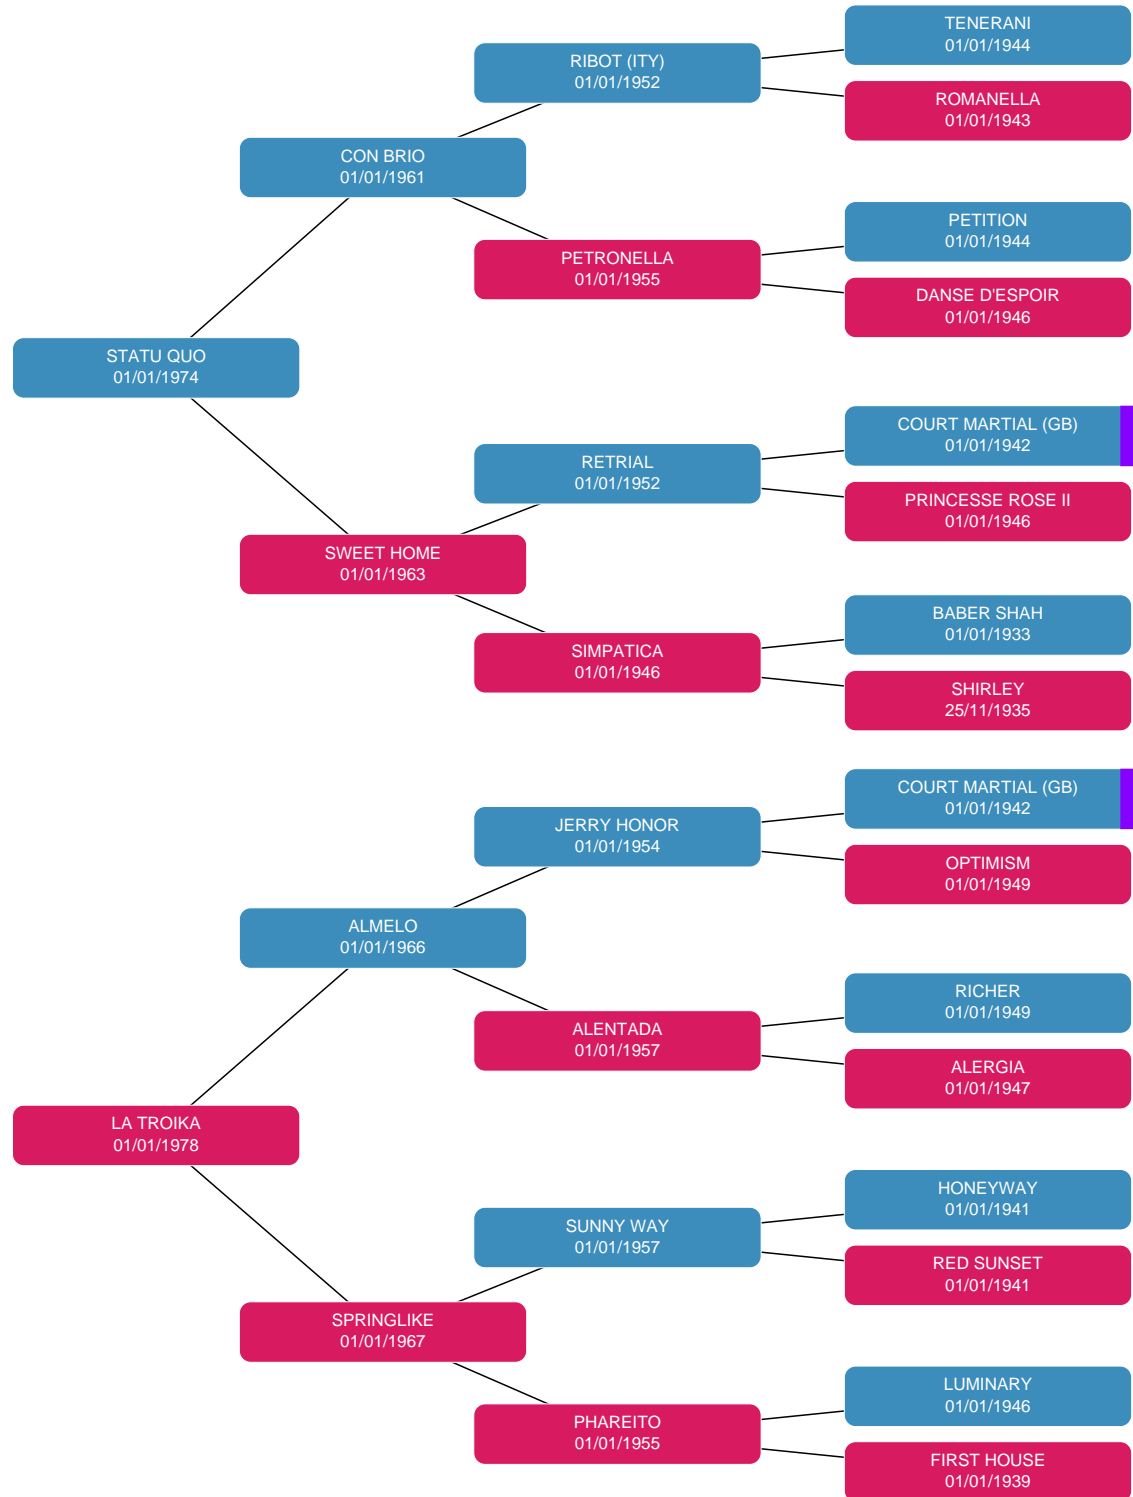 TENERANI
01/01/1944
RIBOT (ITY)
01/01/1952
ROMANELLA
01/01/1943
CON BRIO
01/01/1961
PETITION
01/01/1944
PETRONELLA
01/01/1955
DANSE D'ESPOIR
01/01/1946
STATU QUO
01/01/1974
COURT MARTIAL (GB)
01/01/1942
RETRIAL
01/01/1952
PRINCESSE ROSE II
01/01/1946
SWEET HOME
01/01/1963
BABER SHAH
01/01/1933
SIMPATICA
01/01/1946
SHIRLEY
25/11/1935
COURT MARTIAL (GB)
01/01/1942
JERRY HONOR
01/01/1954
OPTIMISM
01/01/1949
ALMELO
01/01/1966
RICHER
01/01/1949
ALENTADA
01/01/1957
ALERGIA
01/01/1947
LA TROIKA
01/01/1978
HONEYWAY
01/01/1941
SUNNY WAY
01/01/1957
RED SUNSET
01/01/1941
SPRINGLIKE
01/01/1967
LUMINARY
01/01/1946
PHAREITO
01/01/1955
FIRST HOUSE
01/01/1939